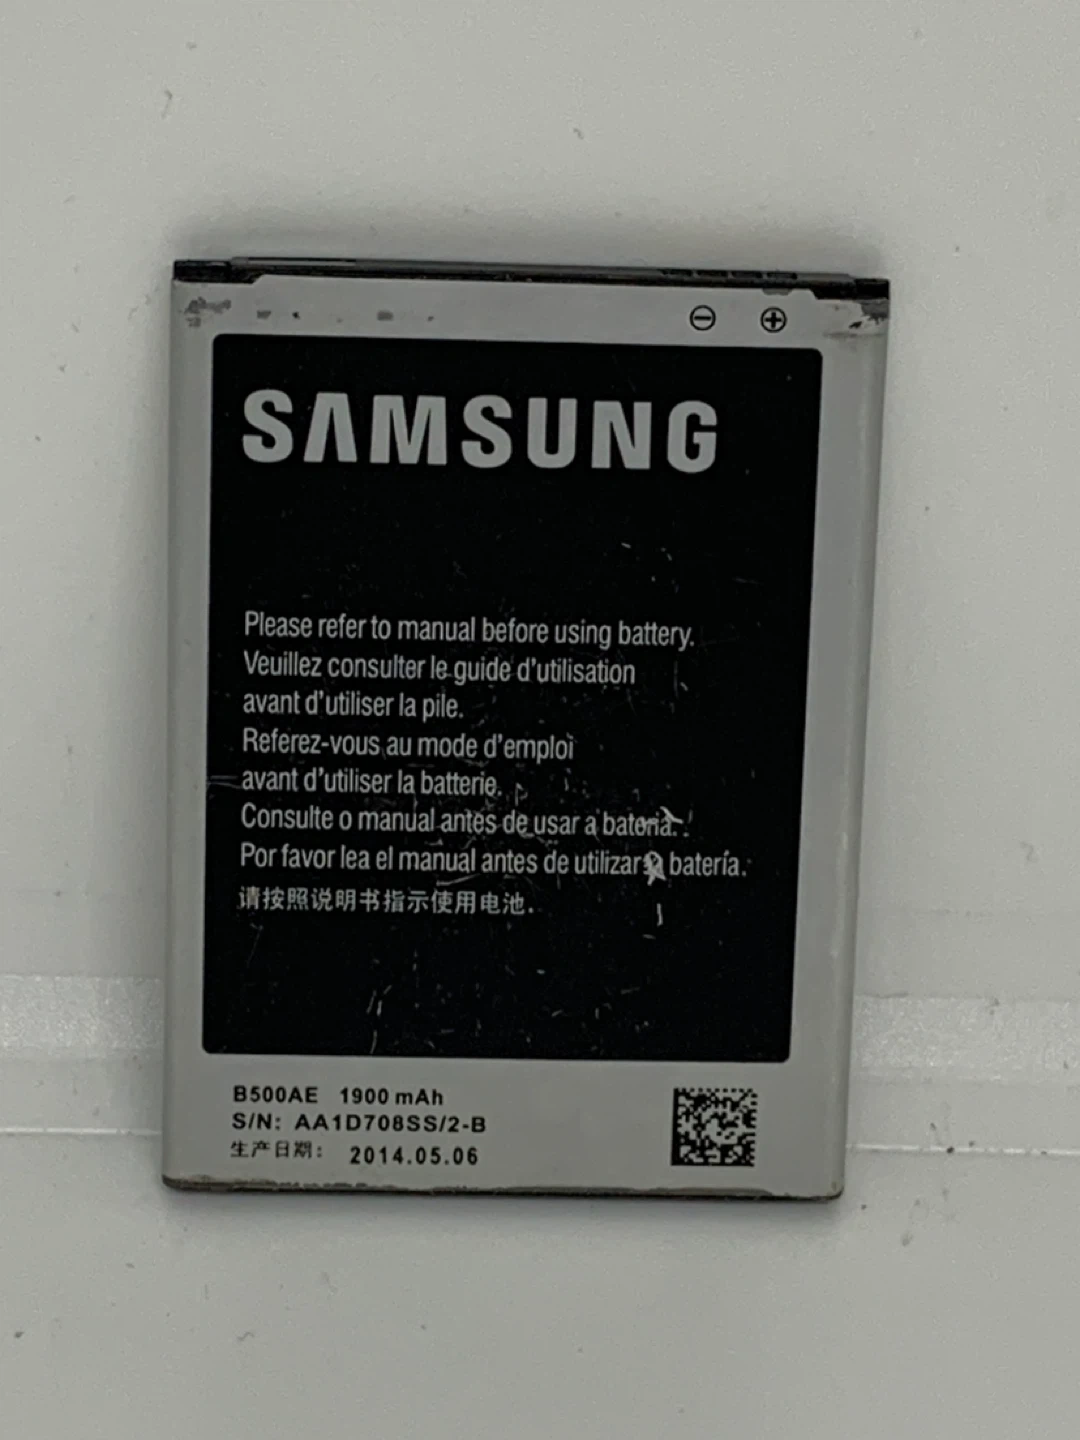 SAMSUNG
Please refer to manual before using battery.
Veuillez consulter le guide d'utilisation
avant d'utiliser la pile.
Referez-vous au mode d'emploi
avant d'utiliser la batterie.
Consulte o manual antes de usar a bateria.
Por favor lea el manual antes de utilizar batería.
请按照说明书指示使用电池.
B500AE 1900 mAh
S/N: AA1D708SS/2-B
生产日期: 2014.05.06